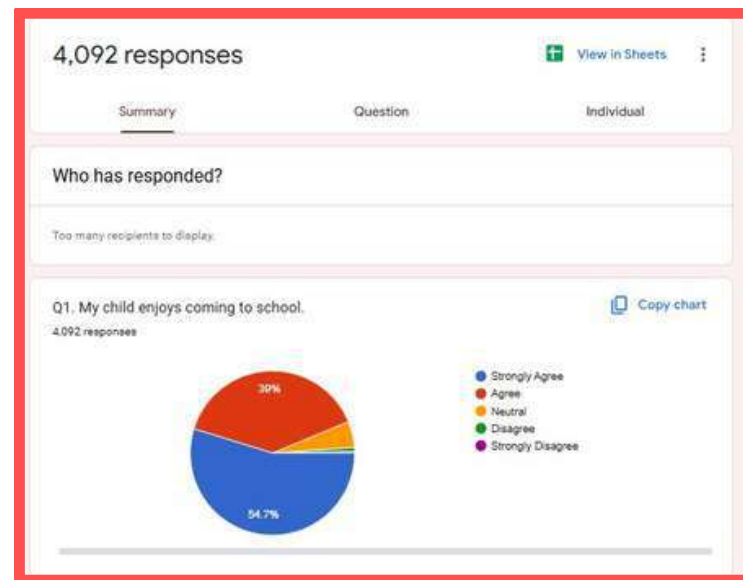 4,092 responses
View in Sheets
Summary Question Individual
Who has responded?
Too many recipients to display.
Q1. My child enjoys coming to school.
Copy chart
4,092 responses
39%
54.7%
Strongly Agree
Agree
Neutral
Disagree
Strongly Disagree